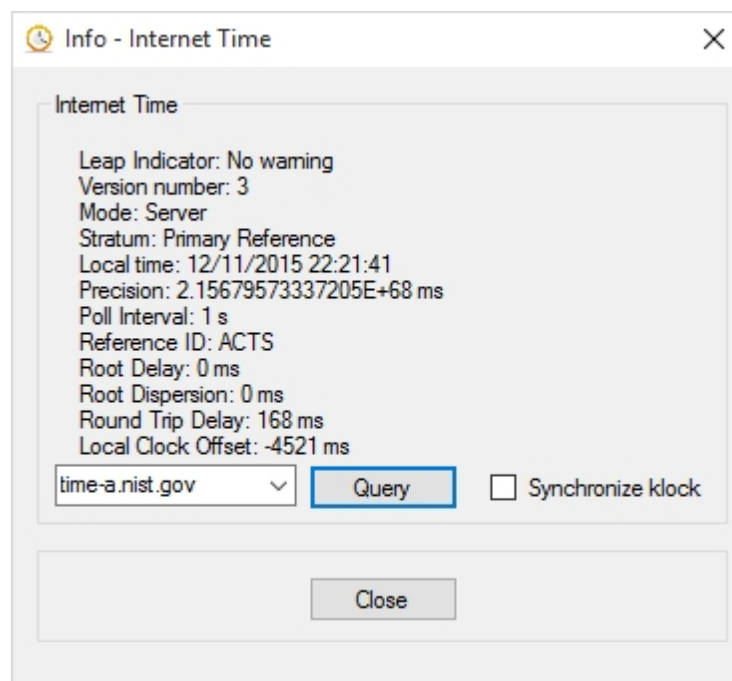 Info - Internet Time
Internet Time
Leap Indicator: No warning
Version number: 3
Mode: Server
Stratum: Primary Reference
Local time: 12/11/2015 22:21:41
Precision: 2.15679573337205E+68 ms
Poll Interval: 1 s
Reference ID: ACTS
Root Delay: 0 ms
Root Dispersion: 0 ms
Round Trip Delay: 168 ms
Local Clock Offset: -4521 ms
time-a.nist.gov Query Synchronize klock
Close